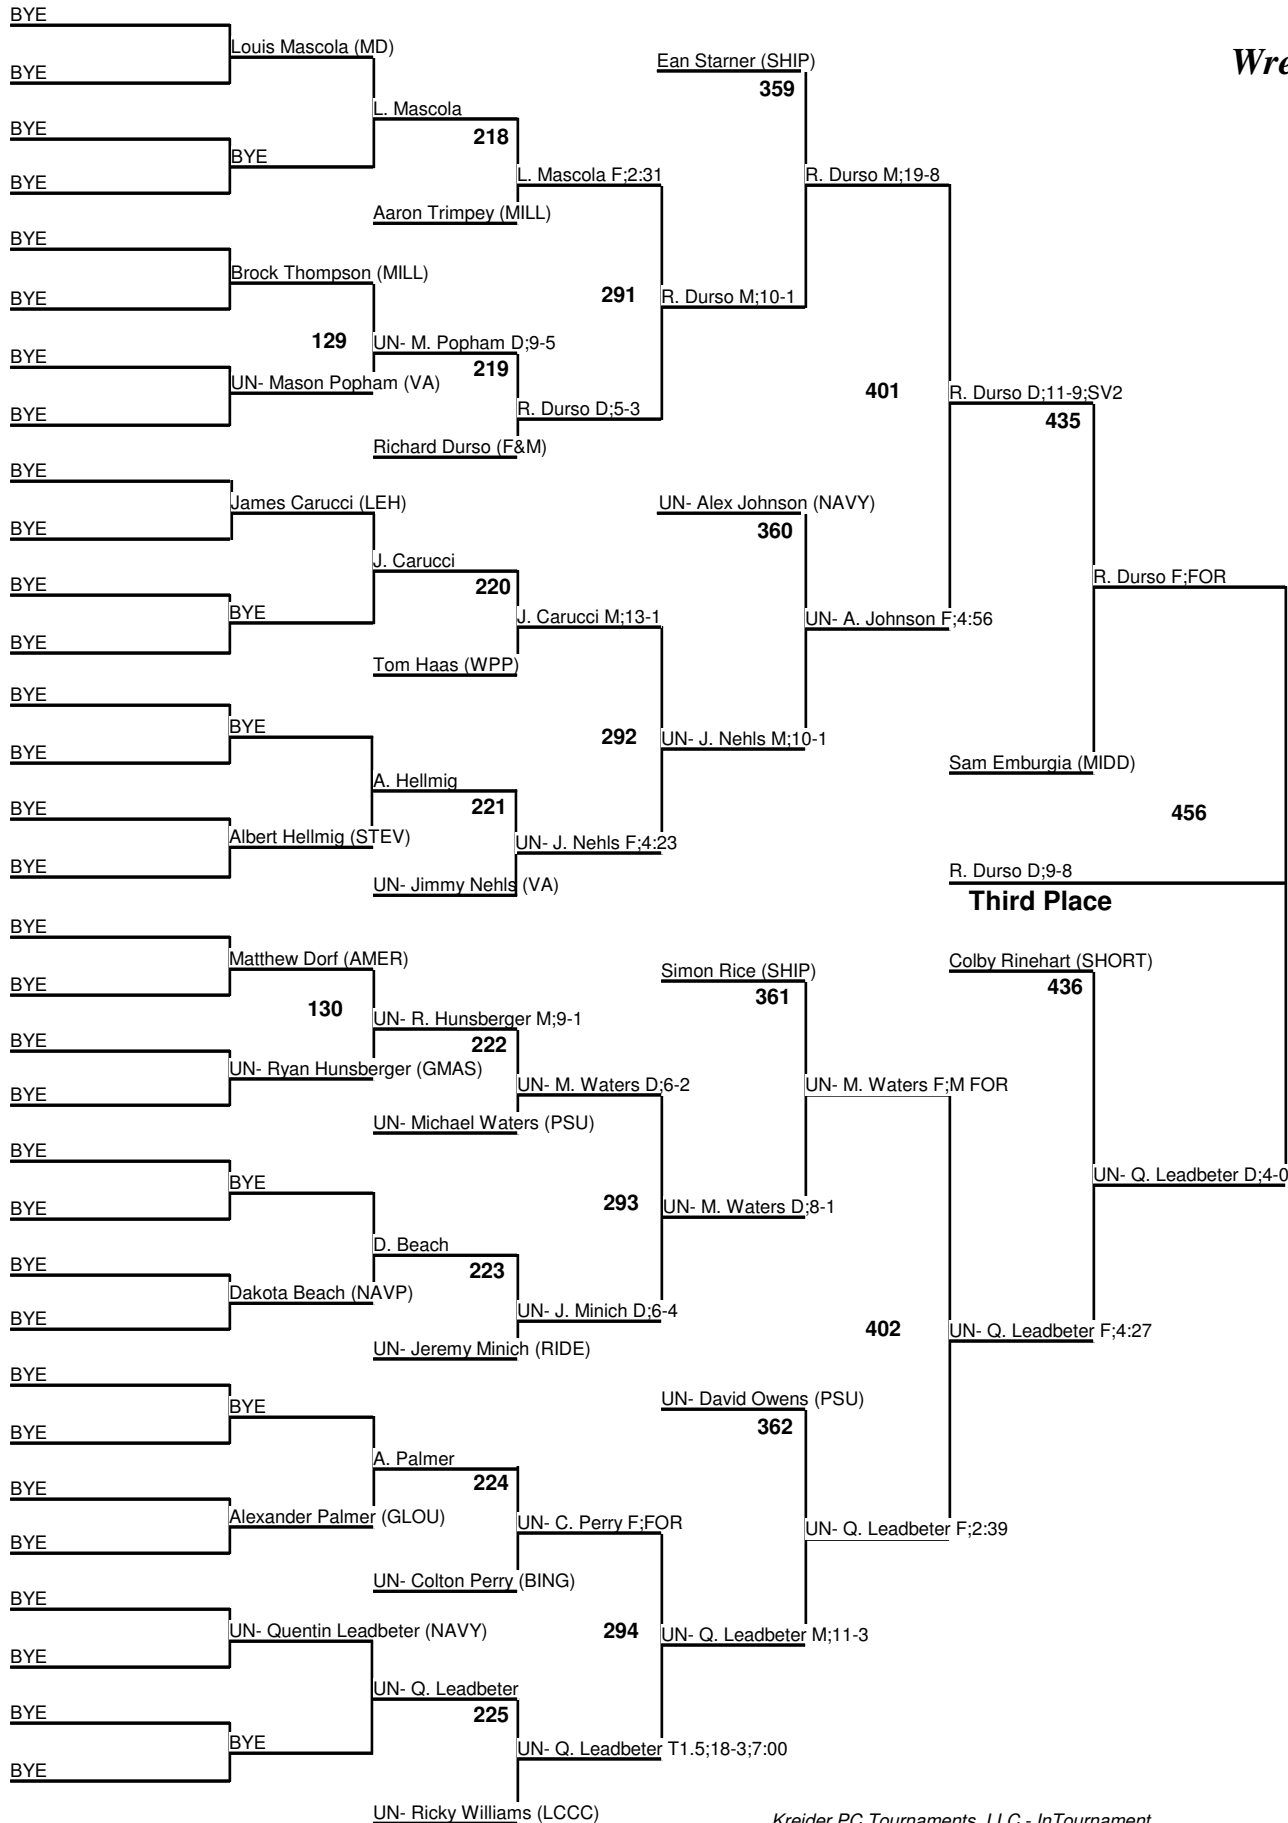 BYE
Louis Mascola (MD)
Ean Starner (SHIP)
Wre
BYE
359
L. Mascola
BYE
218
BYE
L. Mascola F;2:31
R. Durso M;19-8
BYE
Aaron Trimpey (MILL)
BYE
Brock Thompson (MILL)
BYE
291
R. Durso M;10-1
129
UN- M. Popham D;9-5
BYE
219
UN- Mason Popham (VA)
401
R. Durso D;11-9;SV2
BYE
R. Durso D;5-3
435
Richard Durso (F&M)
BYE
James Carucci (LEH)
UN- Alex Johnson (NAVY)
BYE
360
J. Carucci
R. Durso F;FOR
BYE
220
BYE
J. Carucci M;13-1
UN- A. Johnson F;4:56
BYE
Tom Haas (WPP)
BYE
BYE
292
UN- J. Nehls M;10-1
BYE
Sam Emburgia (MIDD)
A. Hellmig
BYE
221
456
Albert Hellmig (STEV)
UN- J. Nehls F;4:23
BYE
R. Durso D;9-8
UN- Jimmy Nehls (VA)
Third Place
BYE
Matthew Dorf (AMER)
Colby Rinehart (SHORT)
Simon Rice (SHIP)
BYE
361
436
130
UN- R. Hunsberger M;9-1
BYE
222
UN- Ryan Hunsberger (GMAS)
UN- M. Waters D;6-2
UN- M. Waters F;M FOR
BYE
UN- Michael Waters (PSU)
BYE
UN- Q. Leadbeter D;4-0
BYE
293
UN- M. Waters D;8-1
BYE
D. Beach
BYE
223
Dakota Beach (NAVP)
UN- J. Minich D;6-4
BYE
402
UN- Q. Leadbeter F;4:27
UN- Jeremy Minich (RIDE)
BYE
UN- David Owens (PSU)
BYE
362
BYE
A. Palmer
BYE
224
Alexander Palmer (GLOU)
UN- C. Perry F;FOR
UN- Q. Leadbeter F;2:39
BYE
UN- Colton Perry (BING)
BYE
UN- Quentin Leadbeter (NAVY)
294
UN- Q. Leadbeter M;11-3
BYE
UN- Q. Leadbeter
BYE
225
BYE
UN- Q. Leadbeter T1.5;18-3;7:00
BYE
UN- Ricky Williams (LCCC)
Kreider PC Tournaments, LLC - InTournament